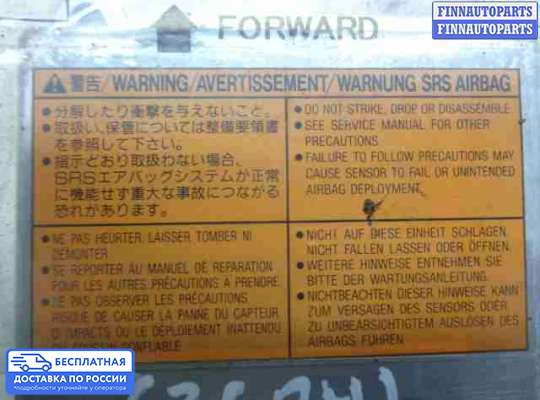 FORWARD
FINNAUTOPARTS
FINNAUTOPARTS
警告/WARNING/AVERTISSEMENT/WARNUNG SRS AIRBAG
●分解したり衝撃を与えないこと。
●取扱い、保管については整備要領書
を参照して下さい。
●指示どおり取扱わない場合、
SRSエアバッグシステムが正常
に機能せず重大な事故につながる
恐れがあります。
● DO NOT STRIKE, DROP OR DISASSEMBLE
● SEE SERVICE MANUAL FOR OTHER
PRECAUTIONS
● FAILURE TO FOLLOW PRECAUTIONS MAY
CAUSE SENSOR TO FAIL OR UNINTENDED
AIRBAG DEPLOYMENT.
● NE PAS HEURTER, LAISSER TOMBER NI
DEMONTER
● SE REPORTER AU MANUEL DE REPARATION
POUR LES AUTRES PRÉCAUTIONS A PRENDRE
● NE PAS OBSERVER LES PRÉCAUTIONS
RISQUE DE CAUSER LA PANNE DU CAPTEUR
D'IMPACTS OU LE DÉPLOIEMENT INATTENDU
DU COUSSIN GONFLABLE
● NICHT AUF DIESE EINHEIT SCHLAGEN,
NICHT FALLEN LASSEN ODER ÖFFNEN.
● WEITERE HINWEISE ENTNEHMEN SIE
BITTE DER WARTUNGSANLEITUNG.
● NICHTBEACHTEN DIESER HINWEISE KANN
ZUM VERSAGEN DES SENSORS ODER
ZU UNBEABSICHTIGTEM AUSLÖSEN DES
AIRBAGS FÜHREN
БЕСПЛАТНАЯ
ДОСТАВКА ПО РОССИИ
подробности уточняйте у оператора